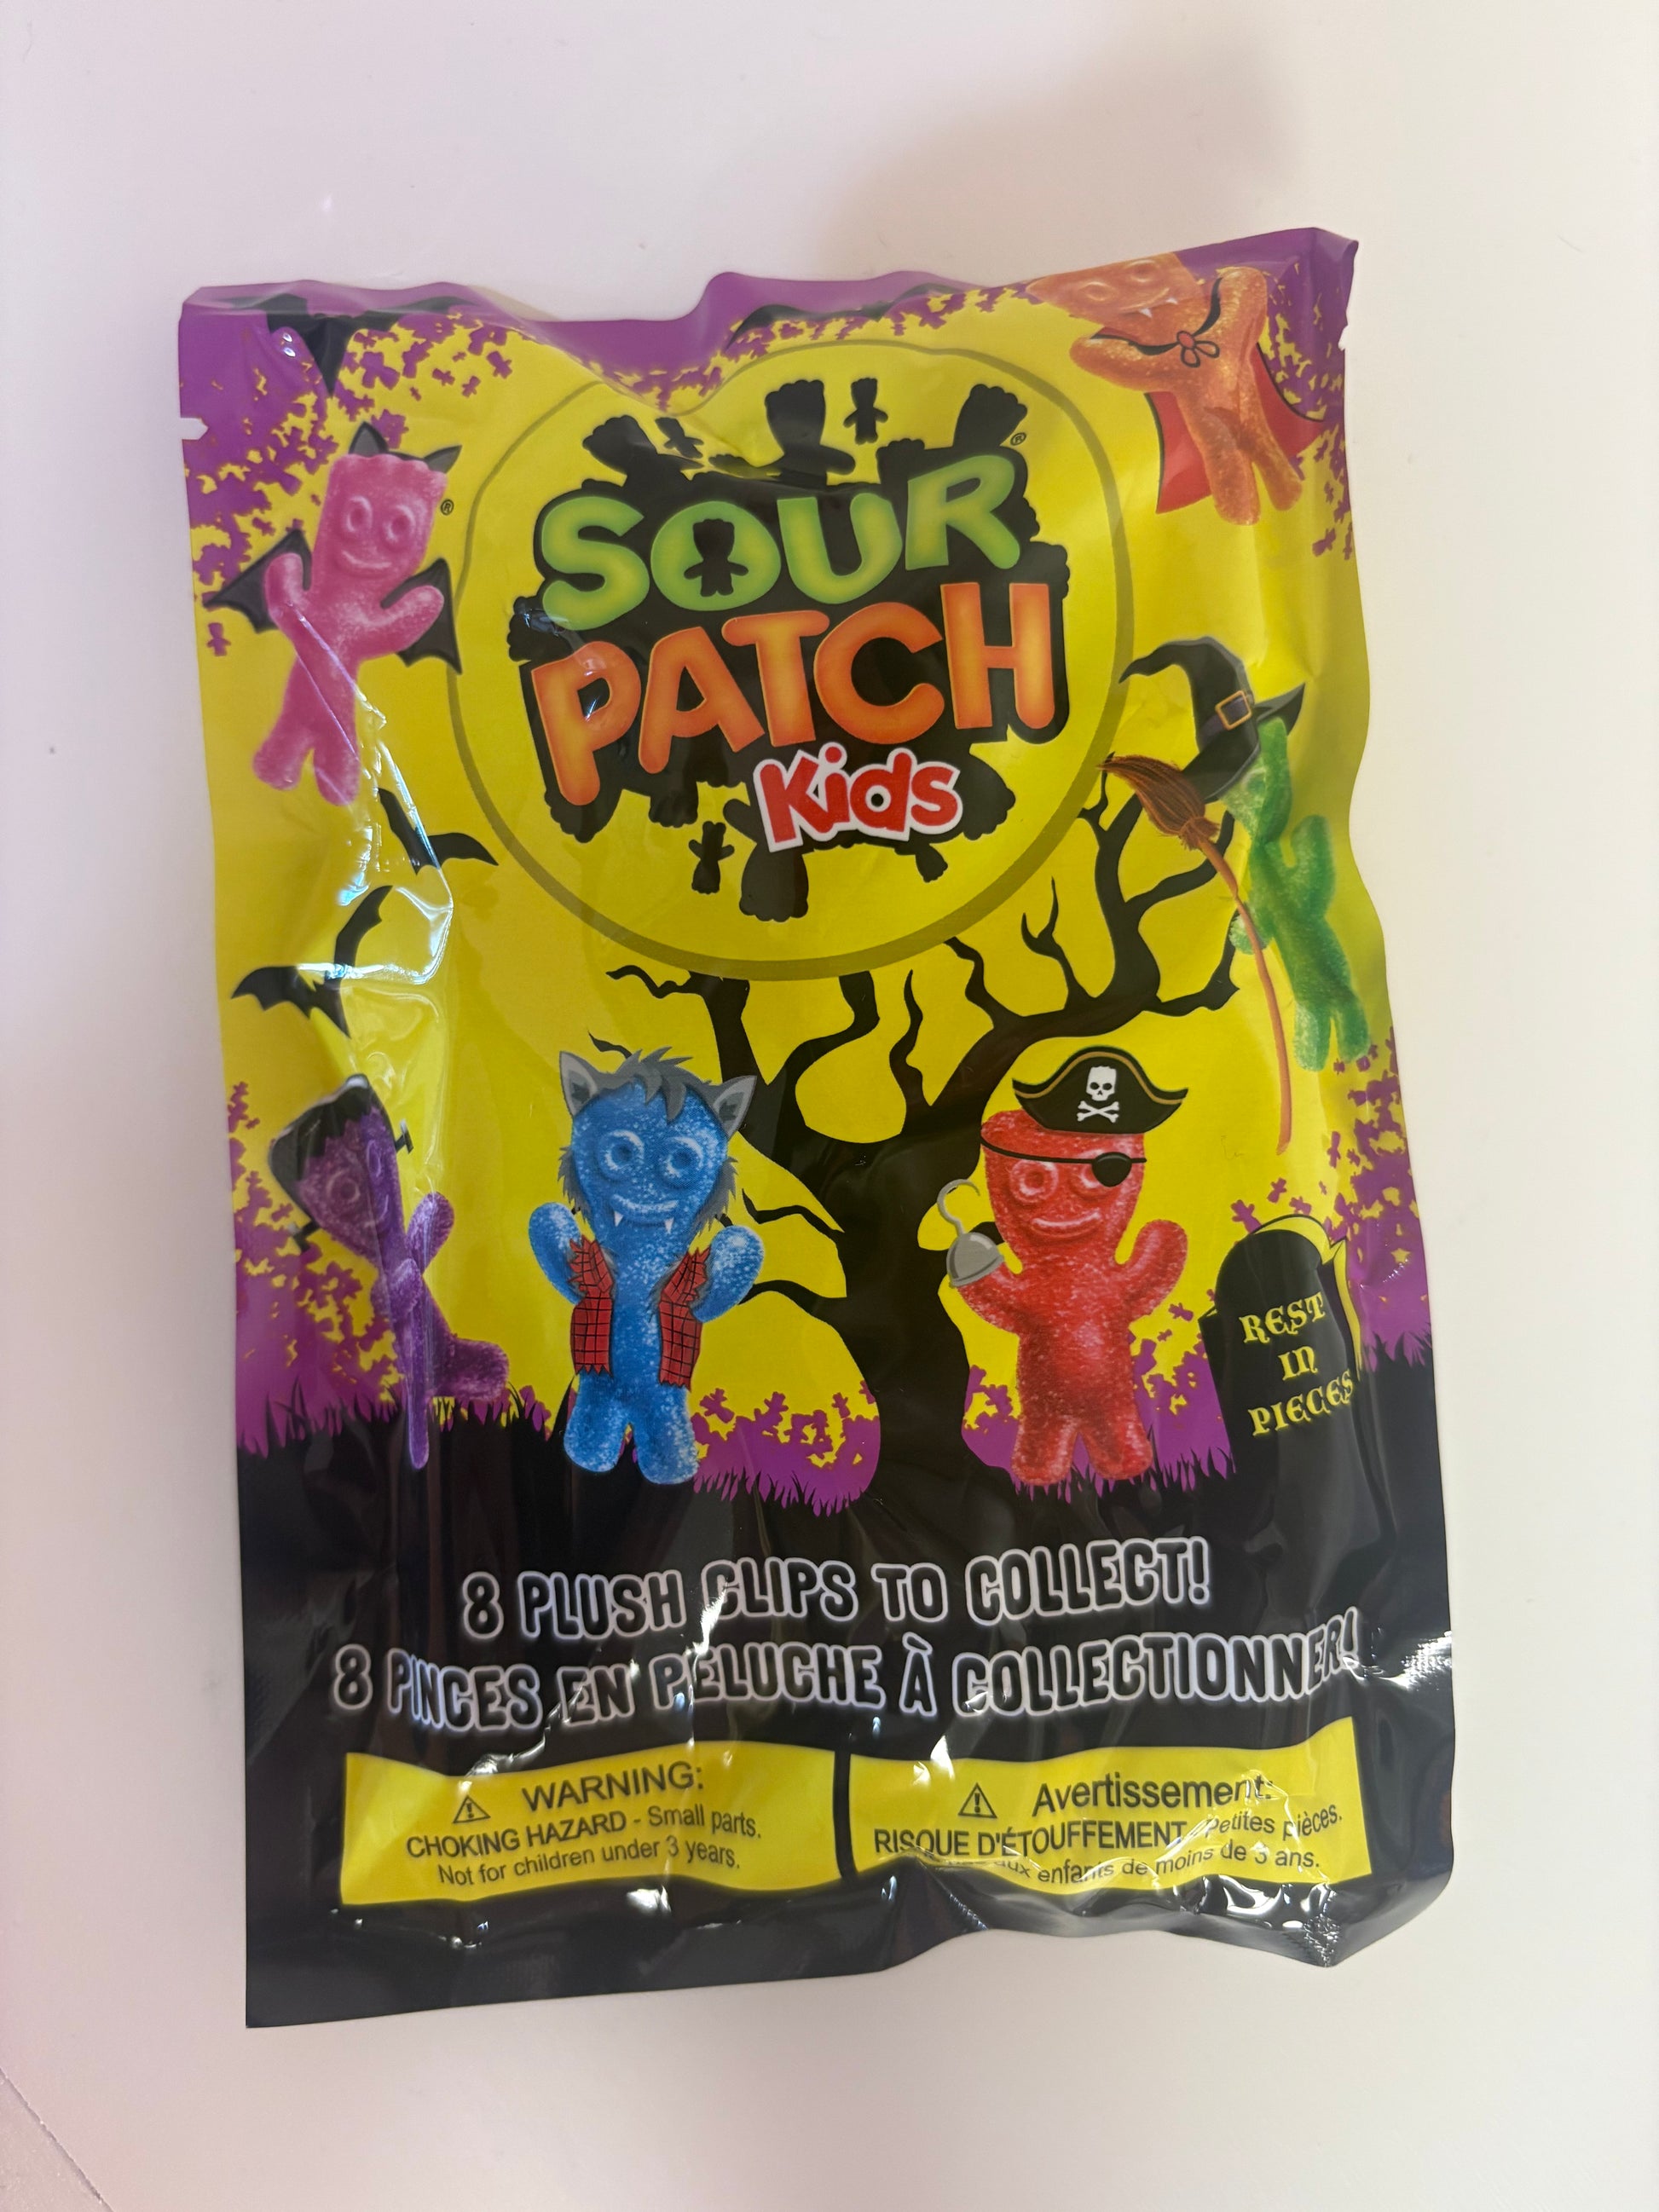 SOUR
PATCH
Kids
REST
IN
PIECES
8 PLUSH CLIPS TO COLLECT!
8 PINCES EN PELUCHE À COLLECTIONNER!
WARNING:
CHOKING HAZARD - Small parts.
Not for children under 3 years.
Avertissement:
RISQUE D'ÉTOUFFEMENT - Petites pièces.
aux enfants de moins de 3 ans.